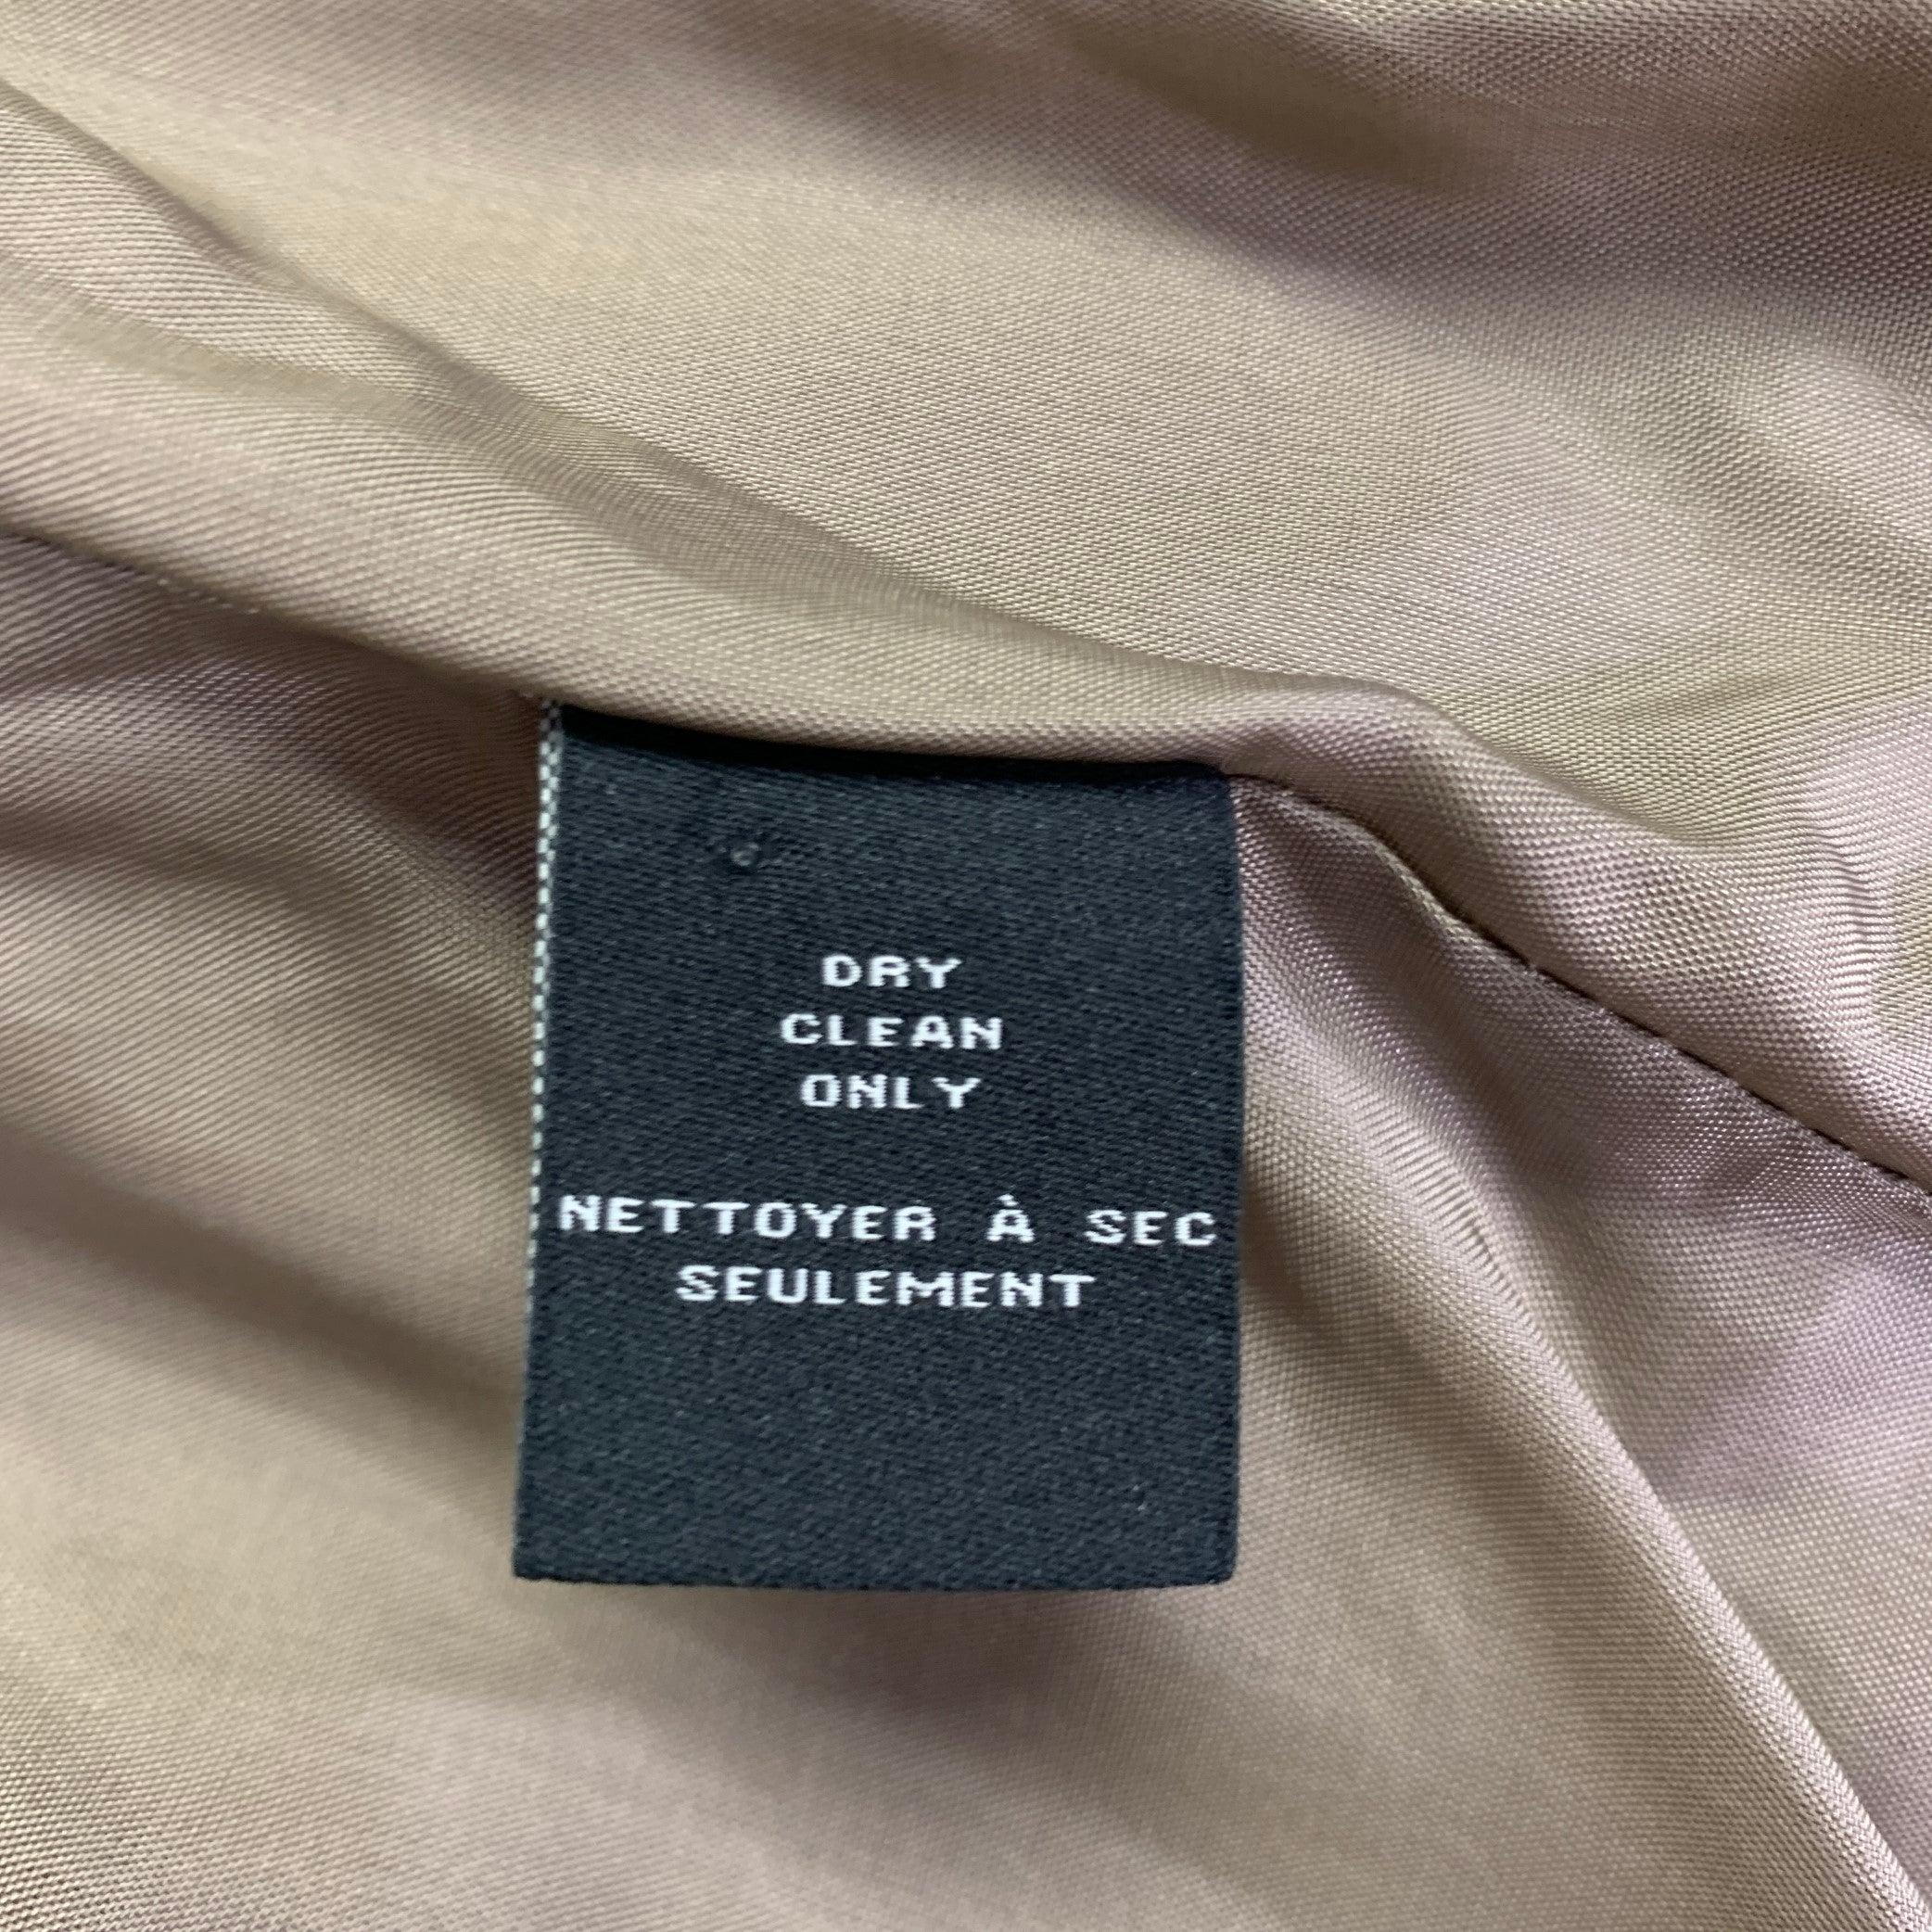 DRY
CLEAN
ONLY
NETTOYER À SEC
SEULEMENT